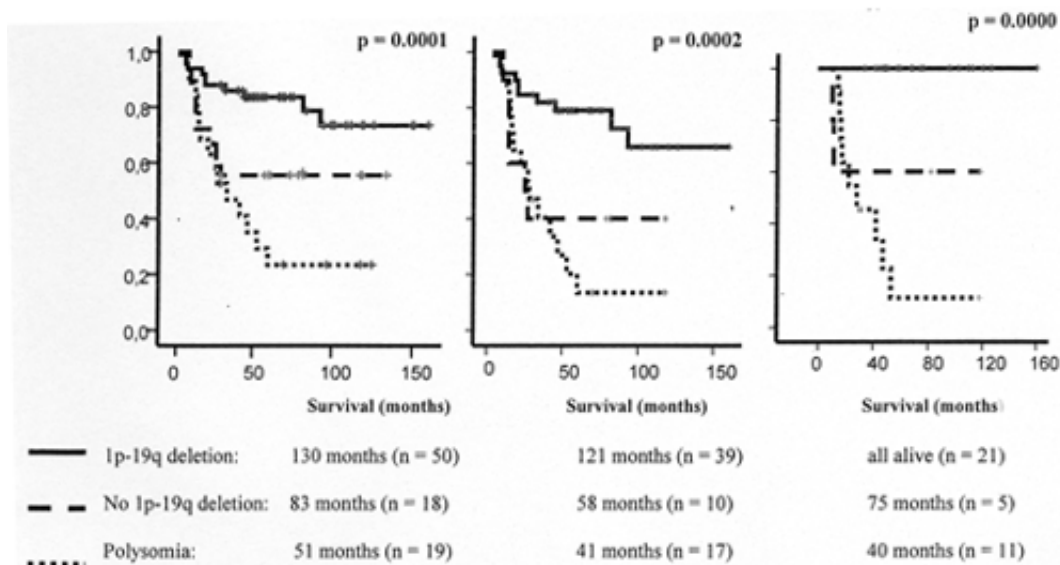 p = 0.0001
p = 0.0002
p = 0.0000
1,0
0,8
0,6
0,4
0,2
0,0
0 50 100 150
0 50 100 150
0 40 80 120 160
Survival (months)
Survival (months)
Survival (months)
1p-19q deletion: 130 months (n = 50) 121 months (n = 39) all alive (n = 21)
No 1p-19q deletion: 83 months (n = 18) 58 months (n = 10) 75 months (n = 5)
Polysomia: 51 months (n = 19) 41 months (n = 17) 40 months (n = 11)